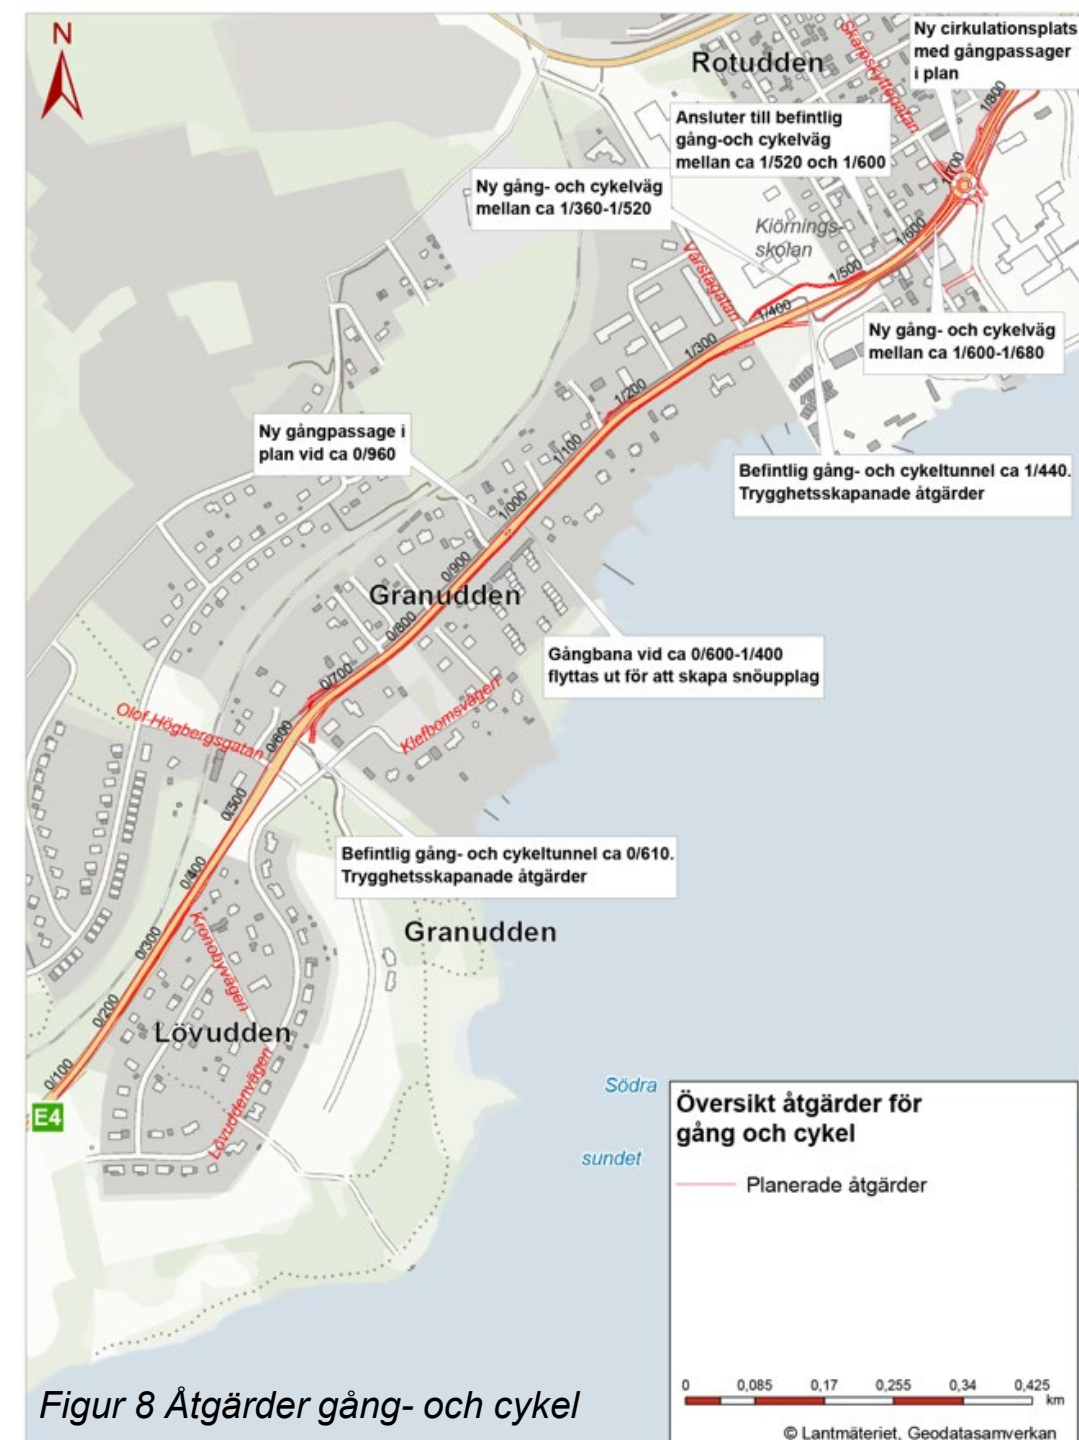 N
Rotudden
Skarpskyttegatan
Ny cirkulationsplats
med gångpassager
i plan
Ansluter till befintlig
gång-och cykelväg
mellan ca 1/520 och 1/600
Ny gång- och cykelväg
mellan ca 1/360-1/520
Kiörnings-
skolan
Värstagatan
1/800
1/700
1/600
1/500
1/400
1/300
1/200
1/100
1/000
0/900
0/800
0/700
0/600
0/500
0/400
0/300
0/200
0/100
Ny gång- och cykelväg
mellan ca 1/600-1/680
Ny gångpassage i
plan vid ca 0/960
Befintlig gång- och cykeltunnel ca 1/440.
Trygghetsskapanade åtgärder
Granudden
Gångbana vid ca 0/600-1/400
flyttas ut för att skapa snöupplag
Olof Högbergsgatan
Klefbomsvägen
Befintlig gång- och cykeltunnel ca 0/610.
Trygghetsskapanade åtgärder
Granudden
Kronobyvägen
Lövudden
Lövuddenvägen
E4
Södra
sundet
Översikt åtgärder för
gång och cykel
Planerade åtgärder
0 0,085 0,17 0,255 0,34 0,425
km
© Lantmäteriet, Geodatasamverkan
Figur 8 Åtgärder gång- och cykel